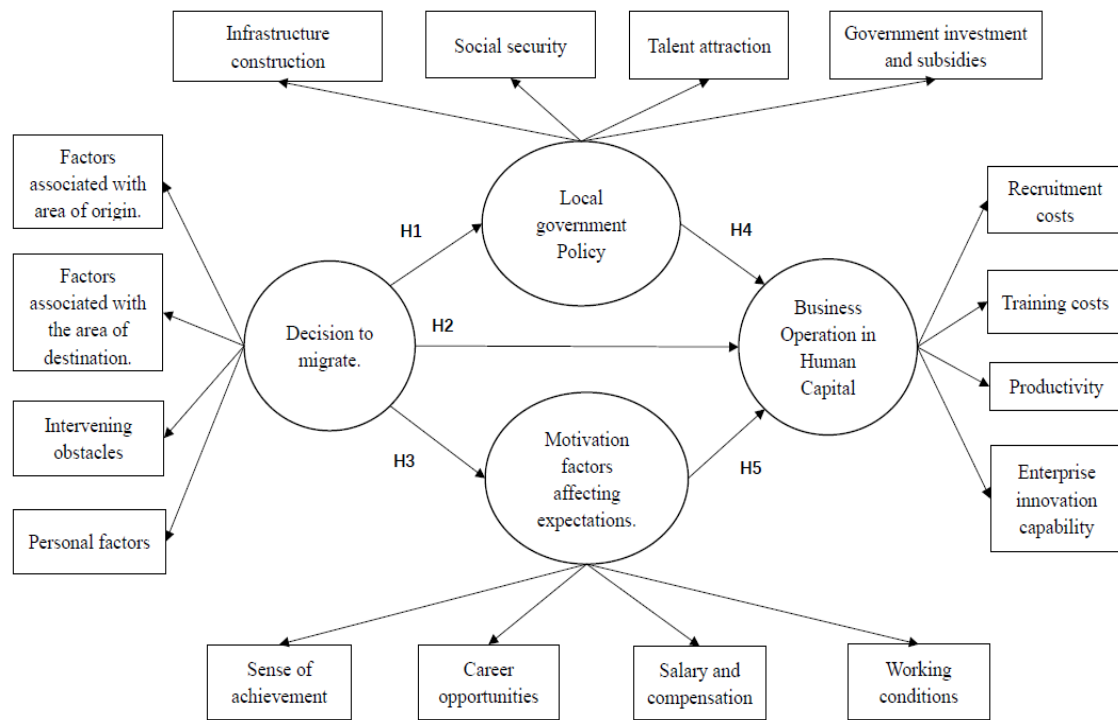 Infrastructure
construction
Social security
Talent attraction
Government investment
and subsidies
Factors
associated with
area of origin.
Factors
associated with
the area of
destination.
Intervening
obstacles
Personal factors
Decision to
migrate.
H1
H2
H3
Local
government
Policy
Motivation
factors
affecting
expectations.
H4
H5
Business
Operation in
Human
Capital
Recruitment
costs
Training costs
Productivity
Enterprise
innovation
capability
Sense of
achievement
Career
opportunities
Salary and
compensation
Working
conditions